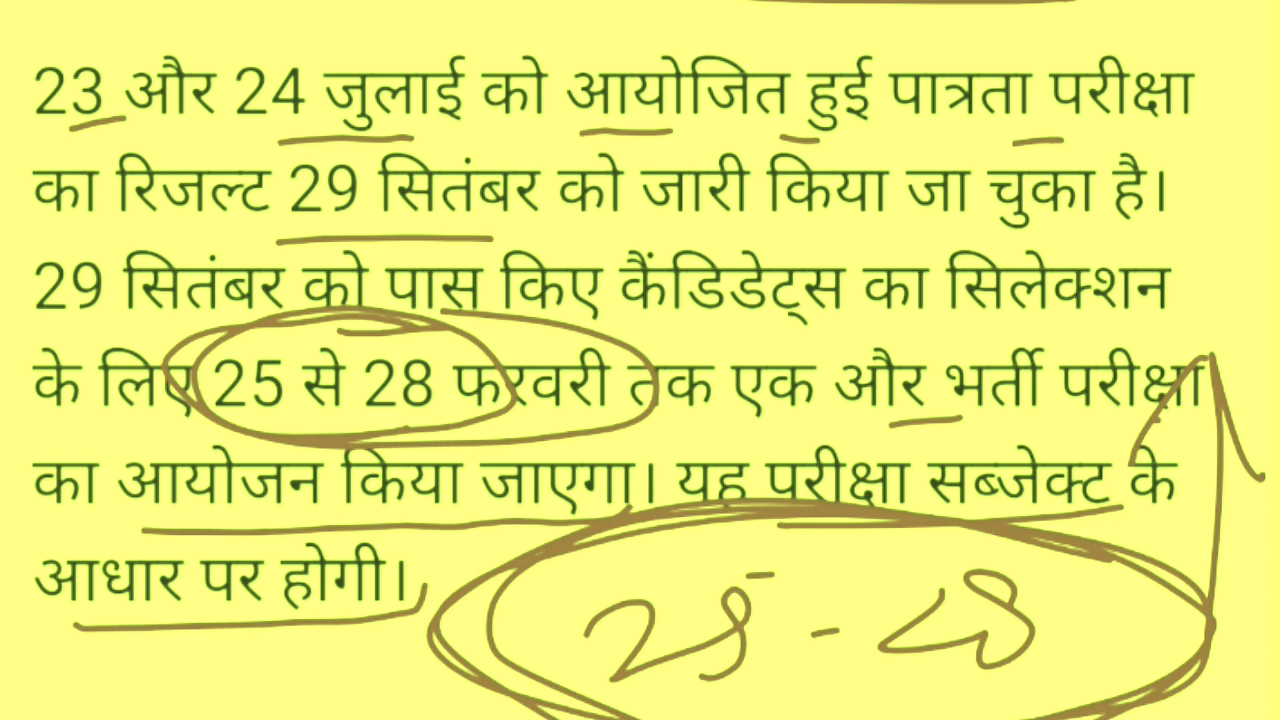 23 और 24 जुलाई को आयोजित हुई पात्रता परीक्षा
का रिजल्ट 29 सितंबर को जारी किया जा चुका है।
29 सितंबर को पास किए कैंडिडेट्स का सिलेक्शन
के लिए 25 से 28 फरवरी तक एक और भर्ती परीक्षा
का आयोजन किया जाएगा। यह परीक्षा सब्जेक्ट के
आधार पर होगी।
25 - 28